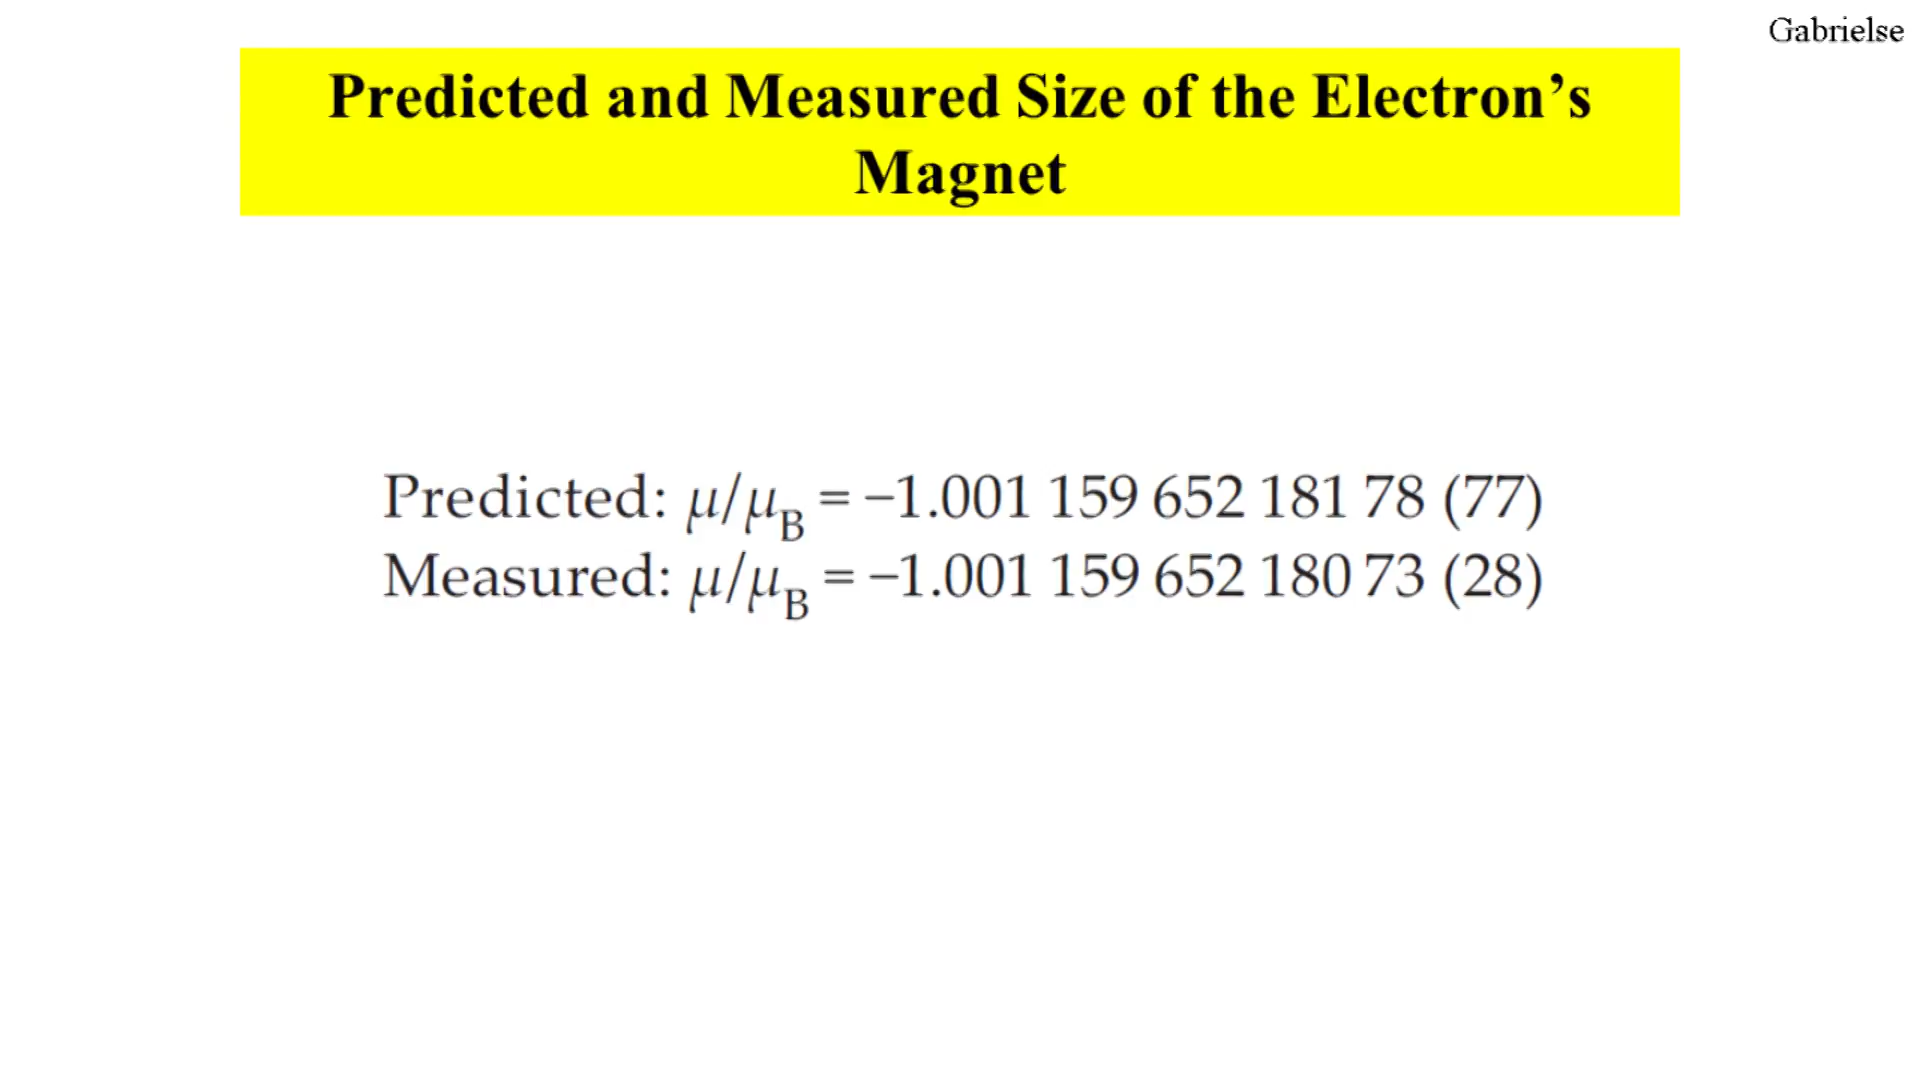 Gabrielse
Predicted and Measured Size of the Electron’s
Magnet
Predicted: μ/μB = –1.001 159 652 181 78 (77)
Measured: μ/μB = –1.001 159 652 180 73 (28)